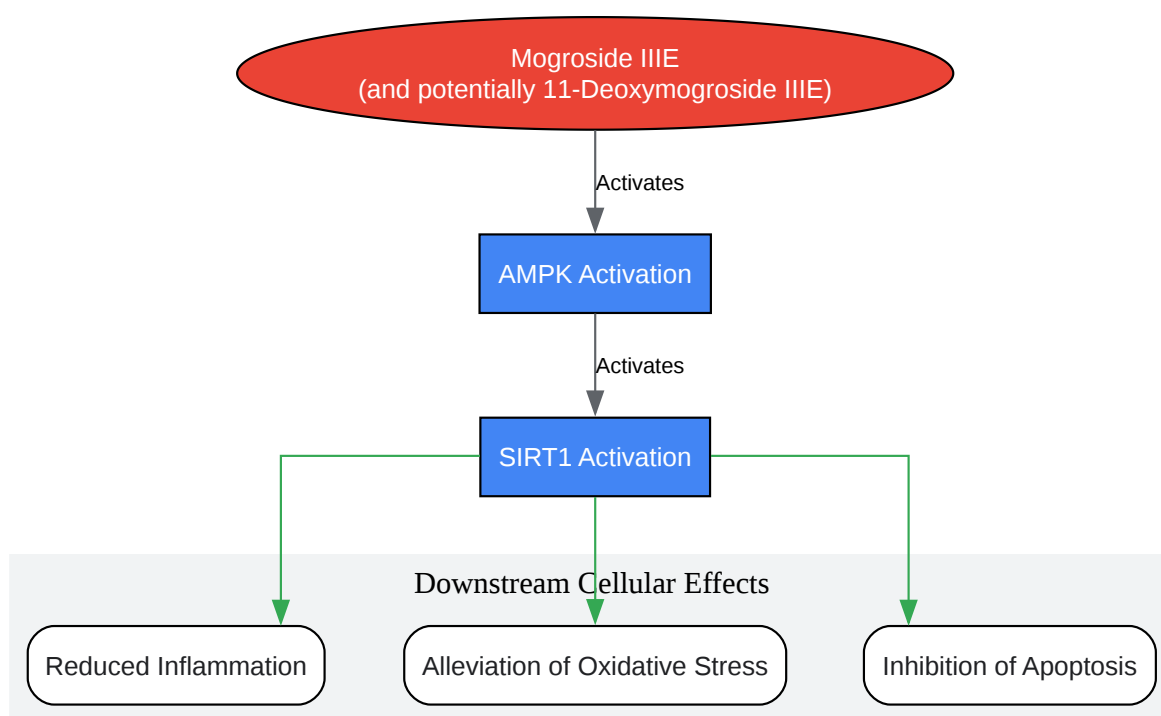 Mogroside IIIE
(and potentially 11-Deoxymogroside IIIE)
Activates
AMPK Activation
Activates
SIRT1 Activation
Downstream Cellular Effects
Reduced Inflammation
Alleviation of Oxidative Stress
Inhibition of Apoptosis